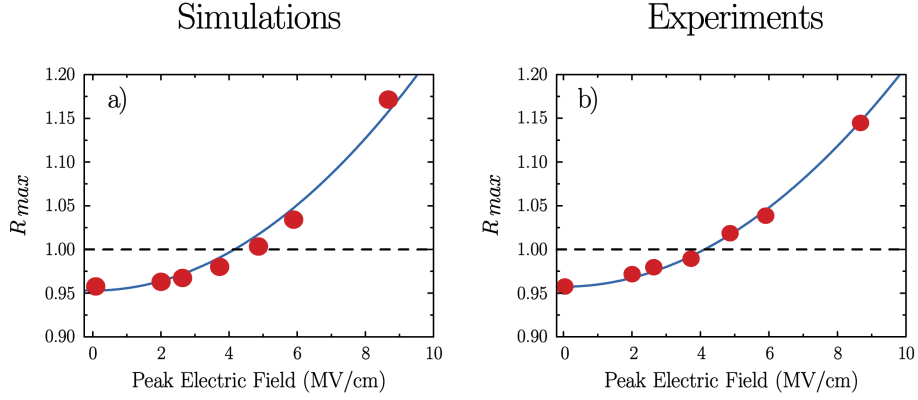 Simulations
Experiments
a)
1.20
1.15
1.10
1.05
1.00
0.95
0.90
R max
0 2 4 6 8 10
Peak Electric Field (MV/cm)
b)
1.20
1.15
1.10
1.05
1.00
0.95
0.90
R max
0 2 4 6 8 10
Peak Electric Field (MV/cm)